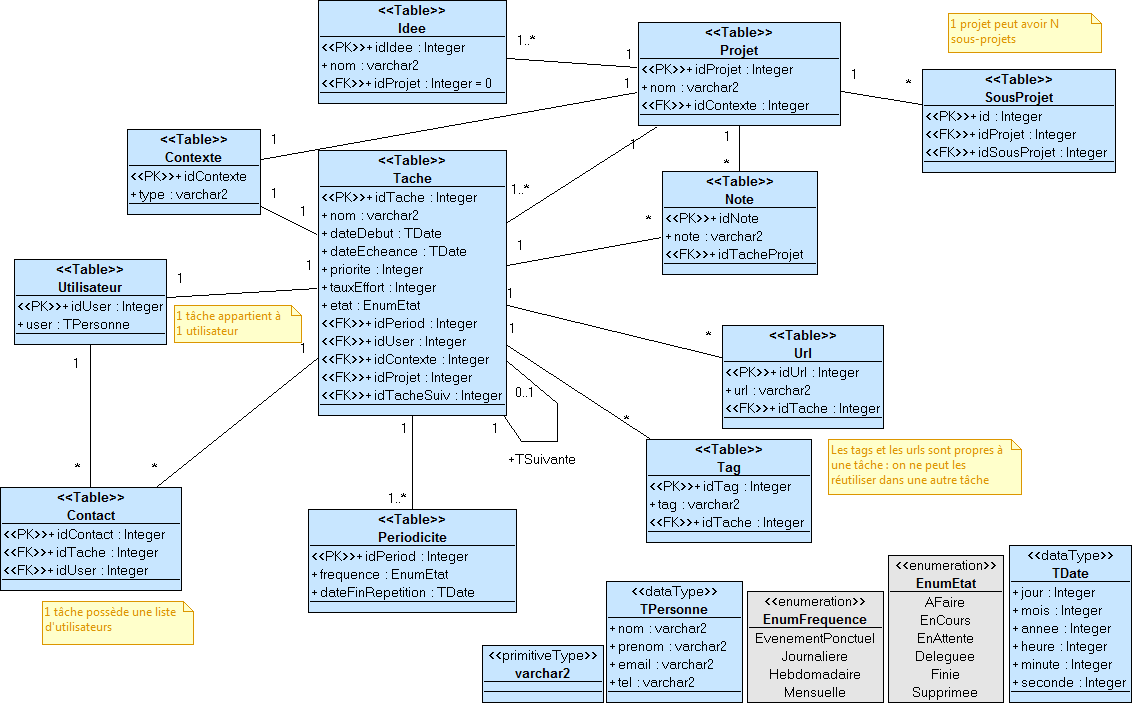 <<Table>>
Idee
<<PK>>+ idIdee : Integer
+ nom : varchar2
<<FK>>+ idProjet : Integer = 0
1..*
1
<<Table>>
Projet
<<PK>>+ idProjet : Integer
+ nom : varchar2
<<FK>>+ idContexte : Integer
1 projet peut avoir N
sous-projets
1
*
<<Table>>
SousProjet
<<PK>>+ id : Integer
<<FK>>+ idProjet : Integer
<<FK>>+ idSousProjet : Integer
1
1
<<Table>>
Contexte
<<PK>>+ idContexte
+ type : varchar2
1
1
<<Table>>
Tache
<<PK>>+ idTache : Integer
+ nom : varchar2
+ dateDebut : TDate
+ dateEcheance : TDate
+ priorite : Integer
+ tauxEffort : Integer
+ etat : EnumEtat
<<FK>>+ idPeriod : Integer
<<FK>>+ idUser : Integer
<<FK>>+ idContexte : Integer
<<FK>>+ idProjet : Integer
<<FK>>+ idTacheSuiv : Integer
1
1..*
1
*
<<Table>>
Note
<<PK>>+ idNote
+ note : varchar2
<<FK>>+ idTacheProjet
*
1
<<Table>>
Utilisateur
<<PK>>+ idUser : Integer
+ user : TPersonne
1
1
1 tâche appartient à
1 utilisateur
1
*
1
*
1
*
<<Table>>
Url
<<PK>>+ idUrl : Integer
+ url : varchar2
<<FK>>+ idTache : Integer
1
*
0..1
1
+TSuivante
<<Table>>
Tag
<<PK>>+ idTag : Integer
+ tag : varchar2
<<FK>>+ idTache : Integer
Les tags et les urls sont propres à
une tâche : on ne peut les
réutiliser dans une autre tâche
<<Table>>
Contact
<<PK>>+ idContact : Integer
<<FK>>+ idTache : Integer
<<FK>>+ idUser : Integer
1 tâche possède une liste
d'utilisateurs
1
1..*
<<Table>>
Periodicite
<<PK>>+ idPeriod : Integer
+ frequence : EnumEtat
+ dateFinRepetition : TDate
<<primitiveType>>
varchar2
<<dataType>>
TPersonne
+ nom : varchar2
+ prenom : varchar2
+ email : varchar2
+ tel : varchar2
<<enumeration>>
EnumFrequence
EvenementPonctuel
Journaliere
Hebdomadaire
Mensuelle
<<enumeration>>
EnumEtat
AFaire
EnCours
EnAttente
Deleguee
Finie
Supprimee
<<dataType>>
TDate
+ jour : Integer
+ mois : Integer
+ annee : Integer
+ heure : Integer
+ minute : Integer
+ seconde : Integer